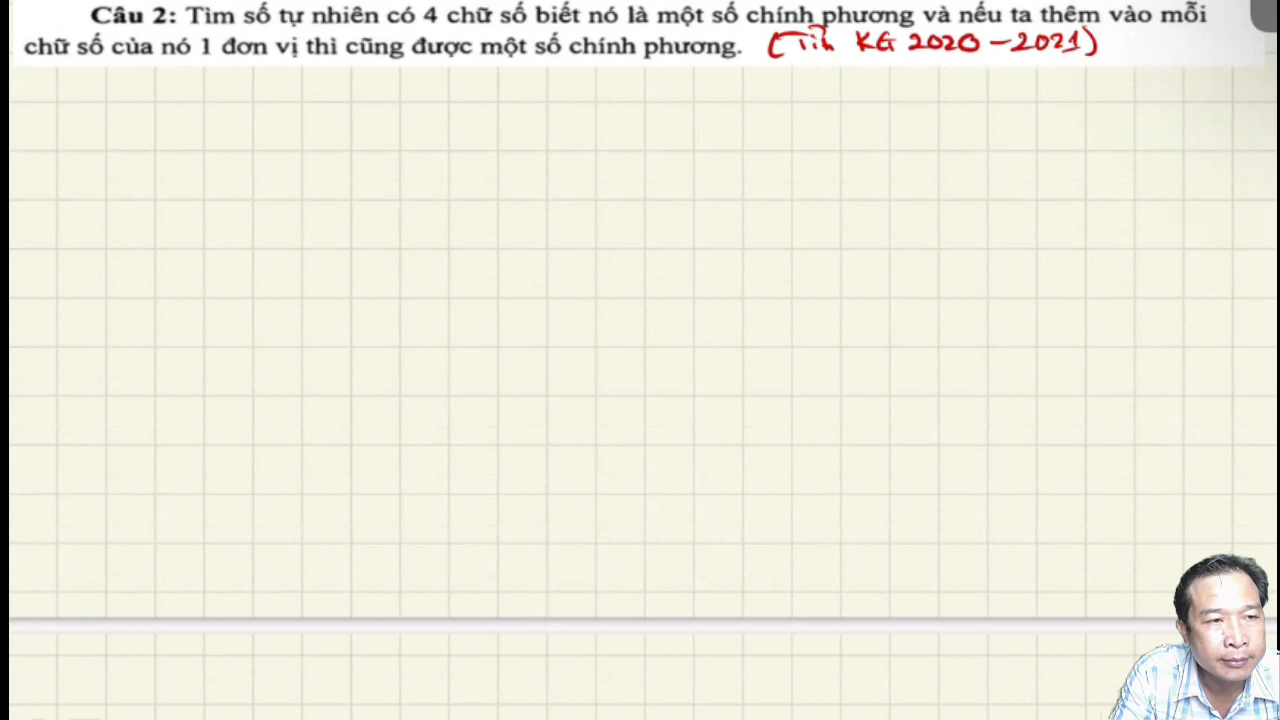 Câu 2: Tìm số tự nhiên có 4 chữ số biết nó là một số chính phương và nếu ta thêm vào mỗi
chữ số của nó 1 đơn vị thì cũng được một số chính phương. (Tỉnh KG 2020 - 2021)